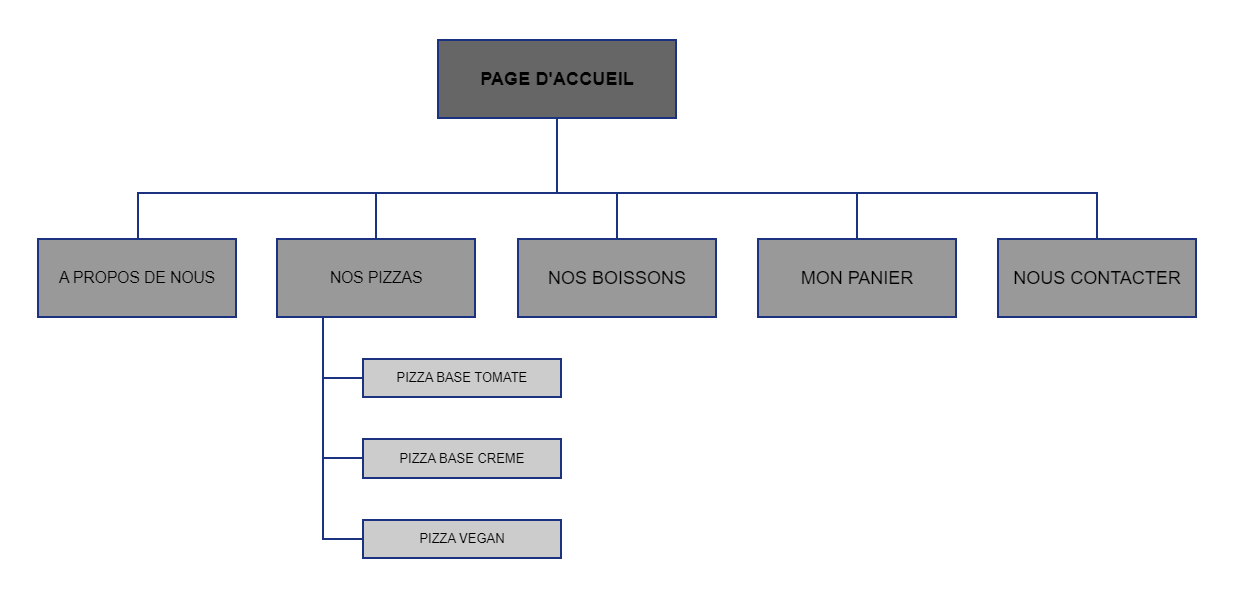 PAGE D'ACCUEIL
A PROPOS DE NOUS
NOS PIZZAS
NOS BOISSONS
MON PANIER
NOUS CONTACTER
PIZZA BASE TOMATE
PIZZA BASE CREME
PIZZA VEGAN